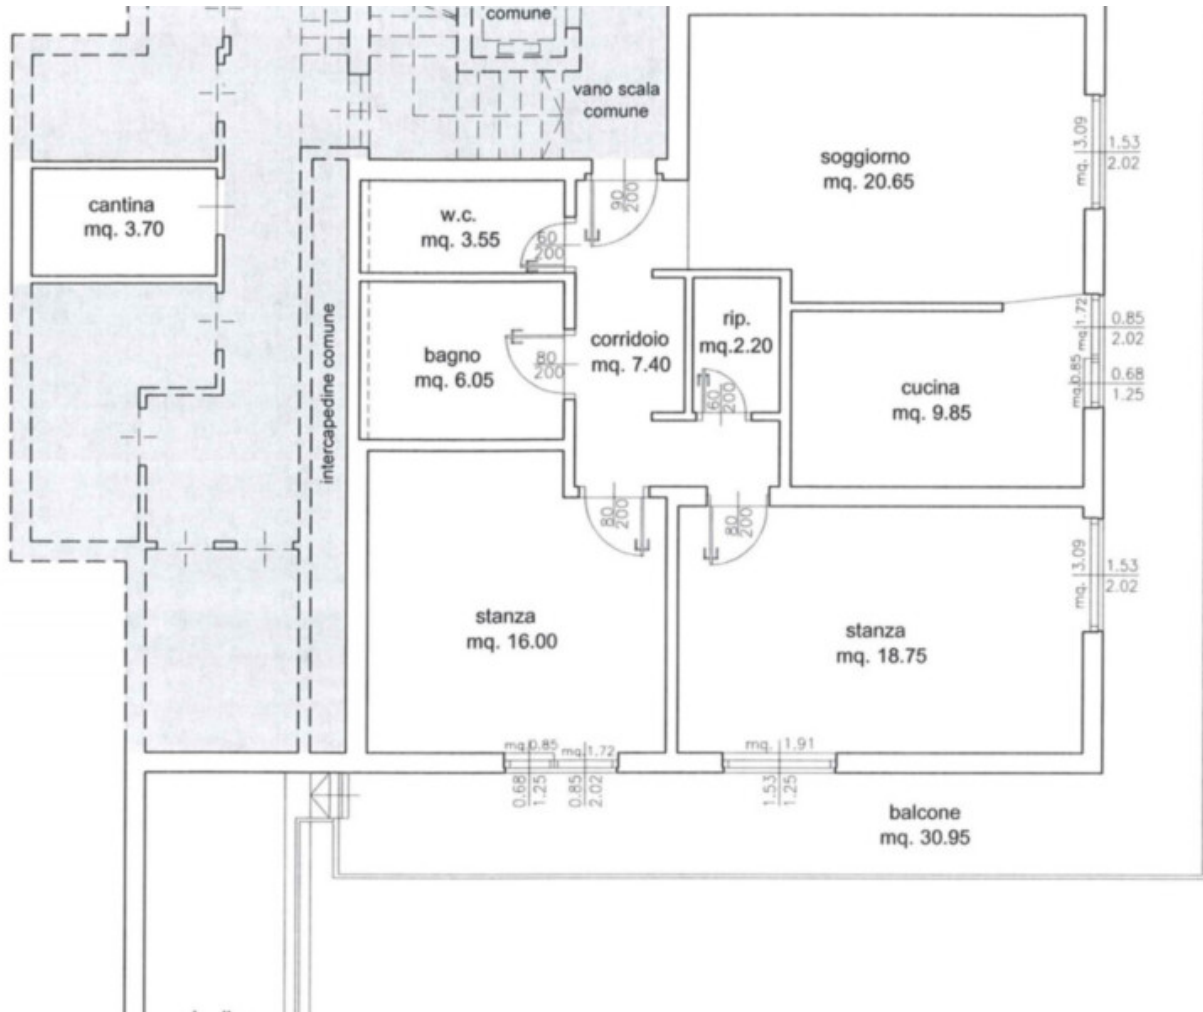 comune
vano scala
comune
soggiorno
mq. 20.65
mq. 3.09
1.53
2.02
cantina
mq. 3.70
w.c.
mq. 3.55
60
200
90
200
intercapedine comune
bagno
mq. 6.05
80
200
corridoio
mq. 7.40
rip.
mq.2.20
60
200
cucina
mq. 9.85
mq. 1.72
0.85
2.02
mq. 0.85
0.68
1.25
80
200
80
200
stanza
mq. 16.00
stanza
mq. 18.75
mq. 3.09
1.53
2.02
mq. 0.85
mq. 1.72
0.68
1.25
0.85
2.02
mq. 1.91
1.53
1.25
balcone
mq. 30.95